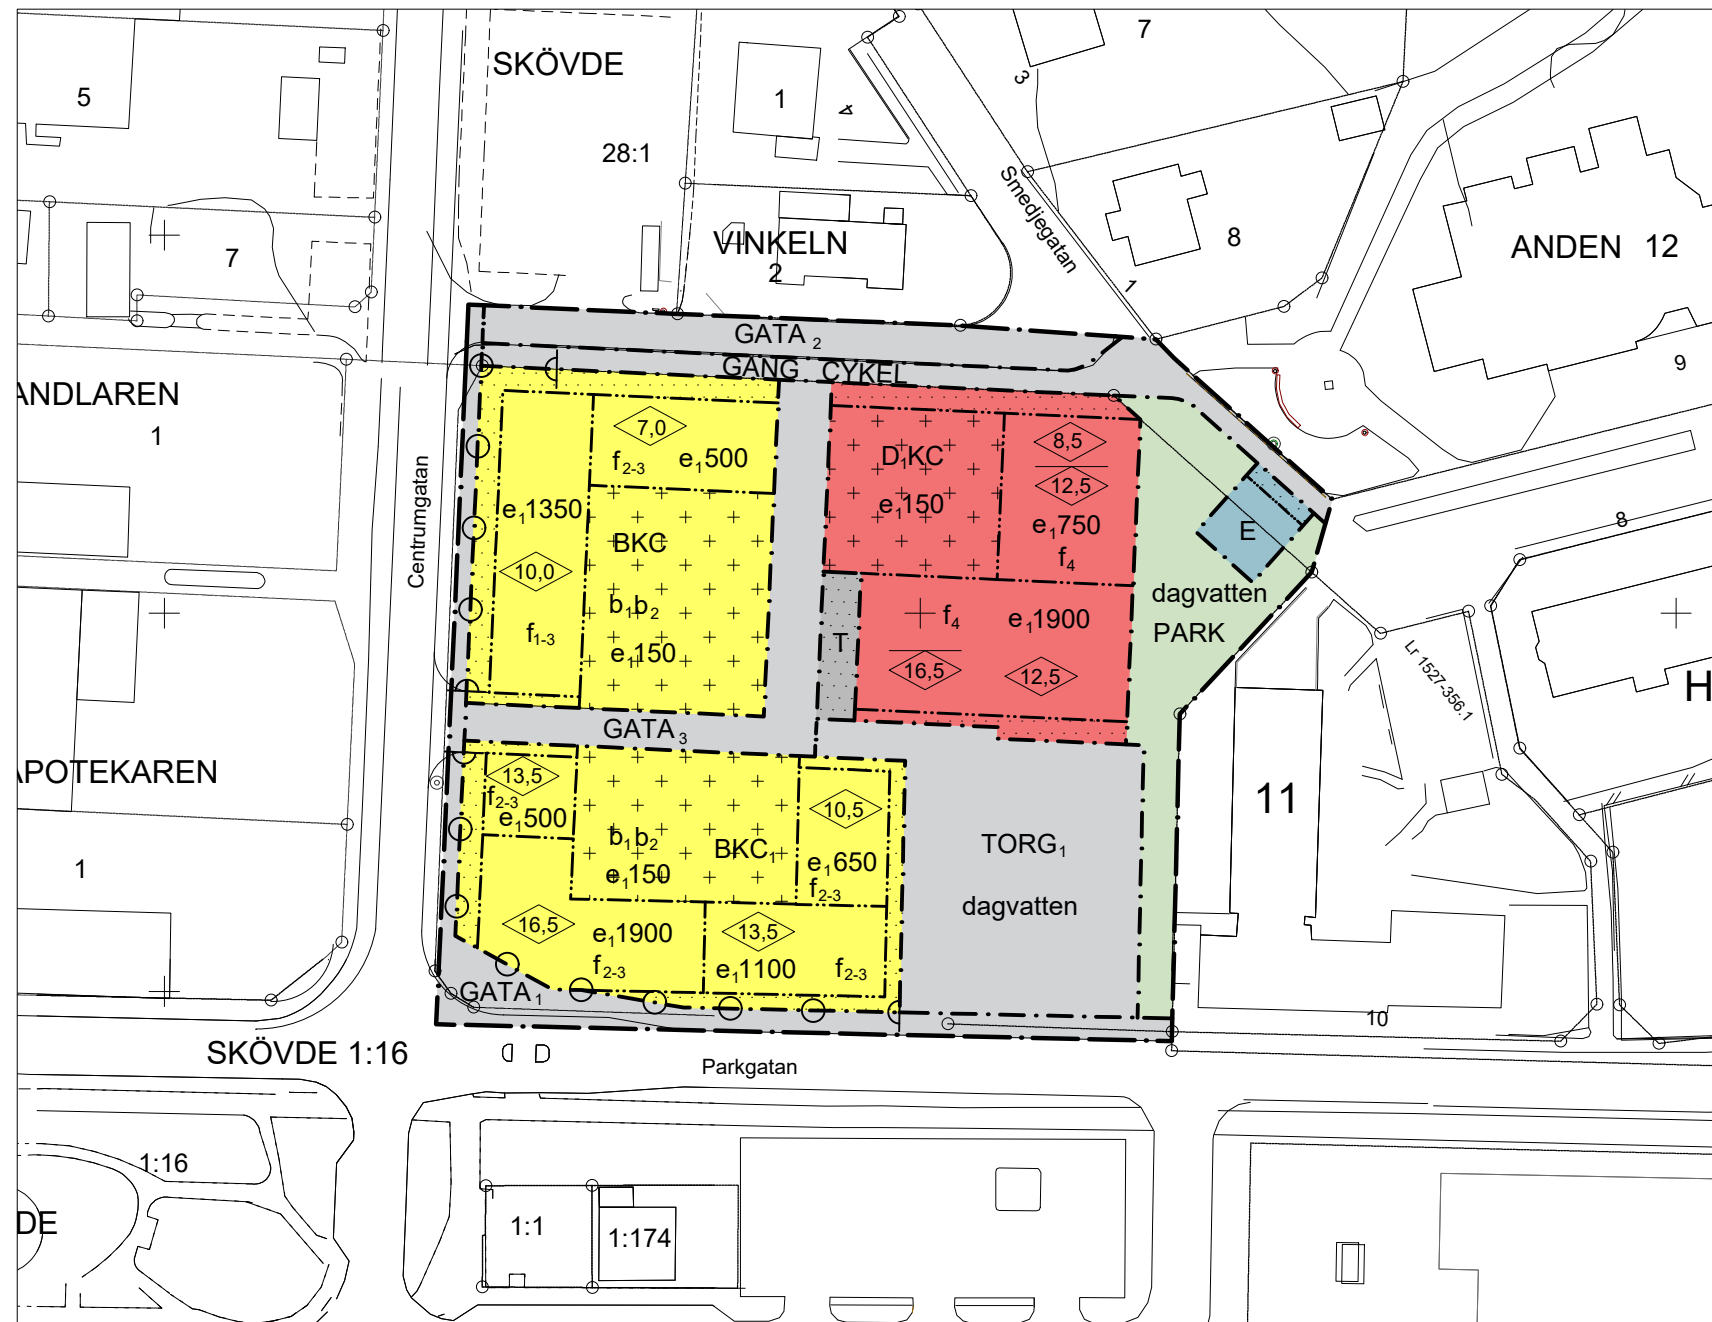 7
3
SKÖVDE
5
1
4
28:1
Smedjegatan
7
VINKELN
2
8
ANDEN 12
1
GATA 2
GÅNG CYKEL
9
ANDLAREN
1
7,0
f2-3 e1500
D1KC
8,5
12,5
e1150
e1750
f4
e11350
BKC
10,0
b1b2
f1-3
e1150
Centrumgatan
E
8
dagvatten
PARK
T
f4 e11900
16,5
12,5
Lr 1527-356.1
H
GATA 3
APOTEKAREN
1
13,5
f2-3
e1500
b1b2
e1150
BKC1
10,5
e1650
f2-3
11
TORG1
dagvatten
16,5
e11900
f2-3
13,5
e11100 f2-3
GATA1
10
SKÖVDE 1:16
Parkgatan
1:16
DE
1:1
1:174